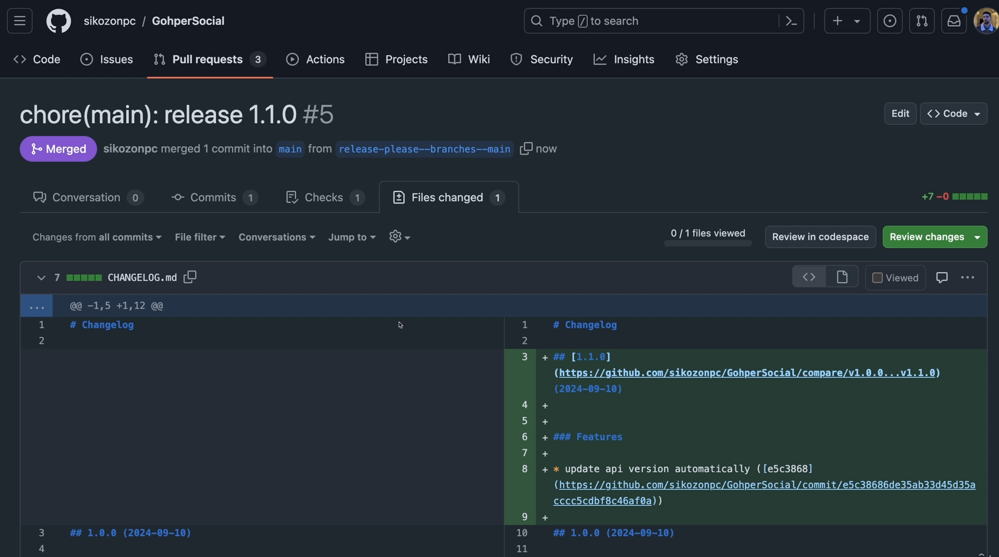 sikozonpc / GohperSocial
Type / to search
Code
Issues
Pull requests 3
Actions
Projects
Wiki
Security
Insights
Settings
chore(main): release 1.1.0 #5
Edit
<> Code
Merged
sikozonpc merged 1 commit into main from release-please--branches--main now
Conversation 0
Commits 1
Checks 1
Files changed 1
+7 −0
Changes from all commits
File filter
Conversations
Jump to
0 / 1 files viewed
Review in codespace
Review changes
7 CHANGELOG.md
Viewed
... @@ -1,5 +1,12 @@
1 # Changelog
2
3 ## 1.0.0 (2024-09-10)
4
1 # Changelog
2
3 + ## [1.1.0]
(https://github.com/sikozonpc/GohperSocial/compare/v1.0.0...v1.1.0)
(2024-09-10)
4 +
5 +
6 + ### Features
7 +
8 + * update api version automatically ([e5c3868]
(https://github.com/sikozonpc/GohperSocial/commit/e5c38686de35ab33d45d35a
cccc5cdbf8c46af0a))
9 +
10 ## 1.0.0 (2024-09-10)
11